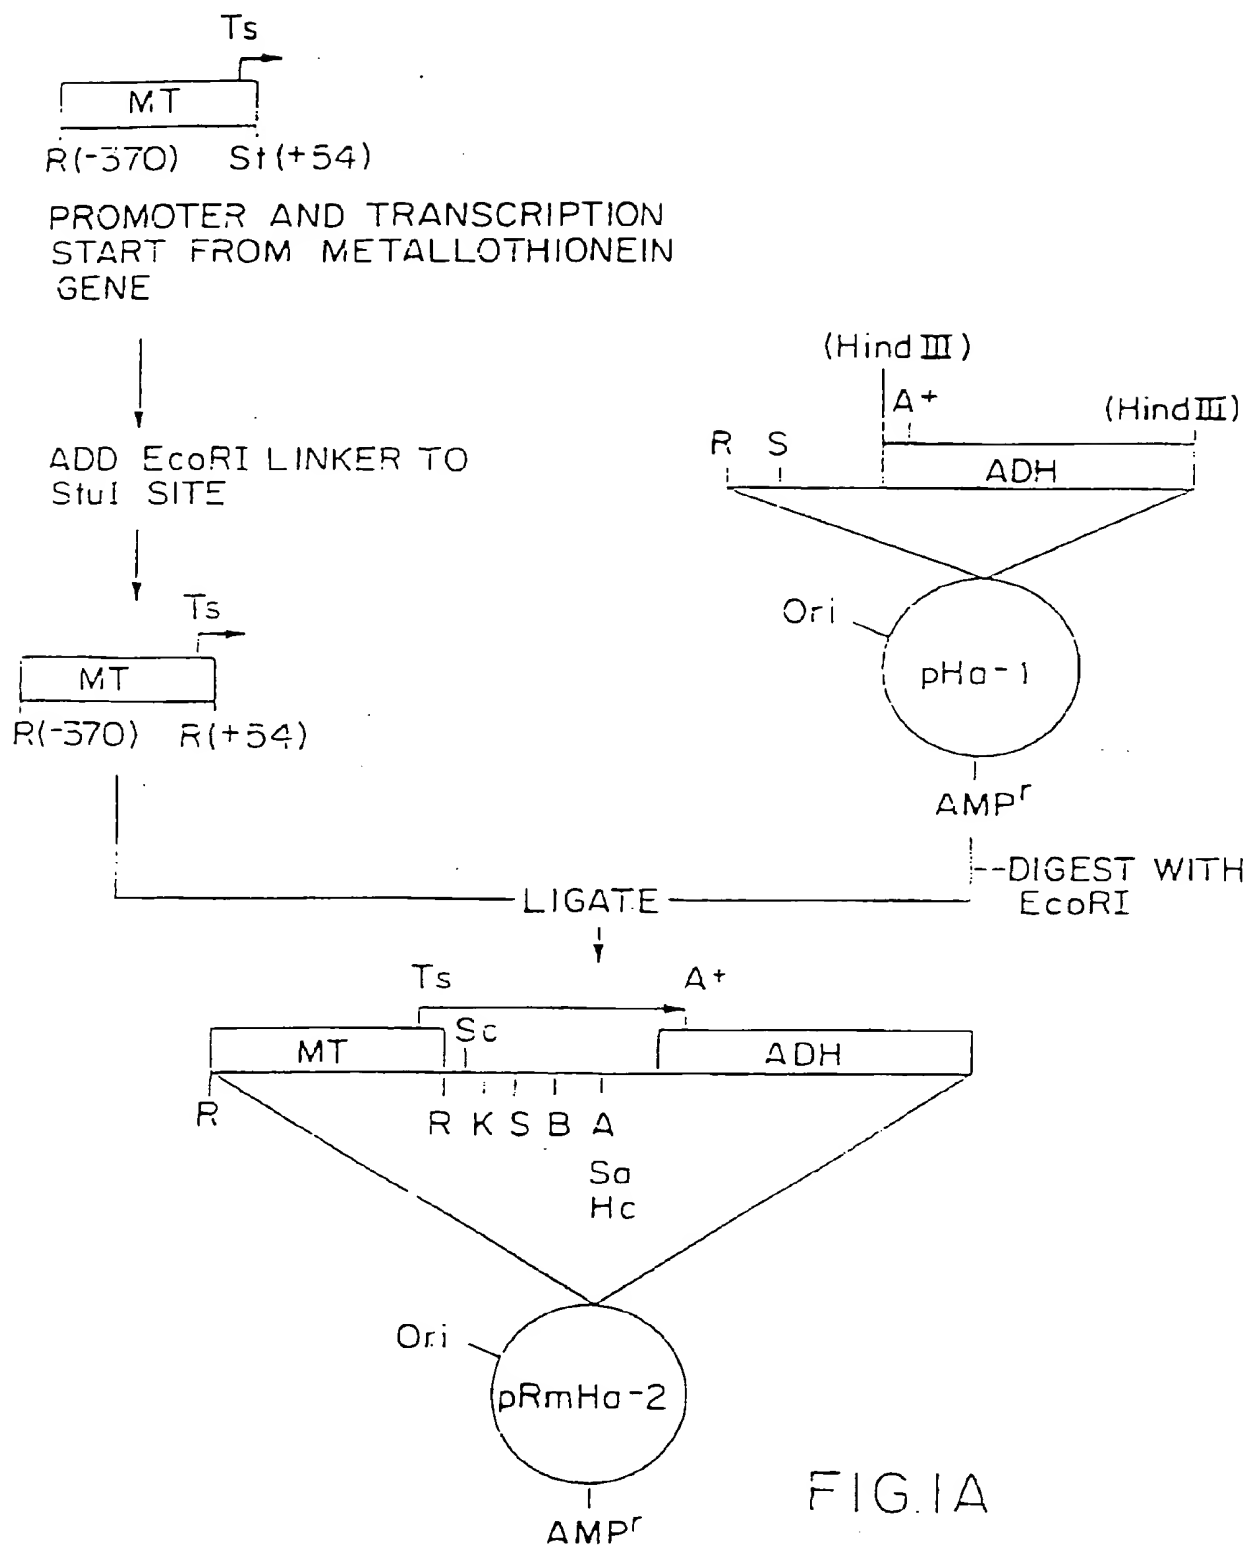 Ts
MT
R(-370) St(+54)
PROMOTER AND TRANSCRIPTION
START FROM METALLOTHIONEIN
GENE
ADD EcoRI LINKER TO
StuI SITE
Ts
MT
R(-370) R(+54)
(Hind III)
A+ (Hind III)
R S
ADH
Ori
pHa-1
AMPr
DIGEST WITH
EcoRI
LIGATE
Ts A+
Sc
MT ADH
R
R K S B A
Sa
Hc
Ori
pRmHa-2
AMPr
FIG.1A